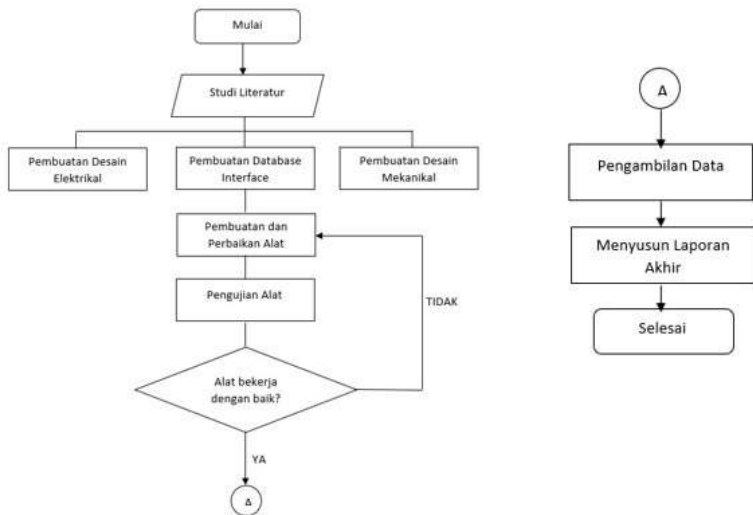 Mulai
Studi Literatur
Pembuatan Desain
Elektrikal
Pembuatan Database
Interface
Pembuatan Desain
Mekanikal
Pembuatan dan
Perbaikan Alat
Pengujian Alat
TIDAK
Alat bekerja
dengan baik?
YA
A
A
Pengambilan Data
Menyusun Laporan
Akhir
Selesai